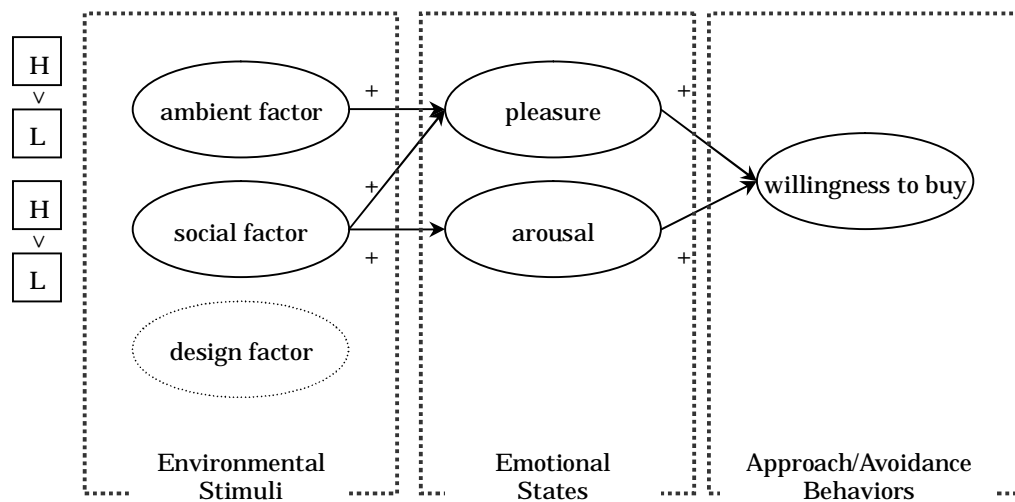 H
+
+
ambient factor
pleasure
∨
L
willingness to buy
H
+
social factor
arousal
∨
+
+
L
design factor
Environmental
Stimuli
Emotional
States
Approach/Avoidance
Behaviors